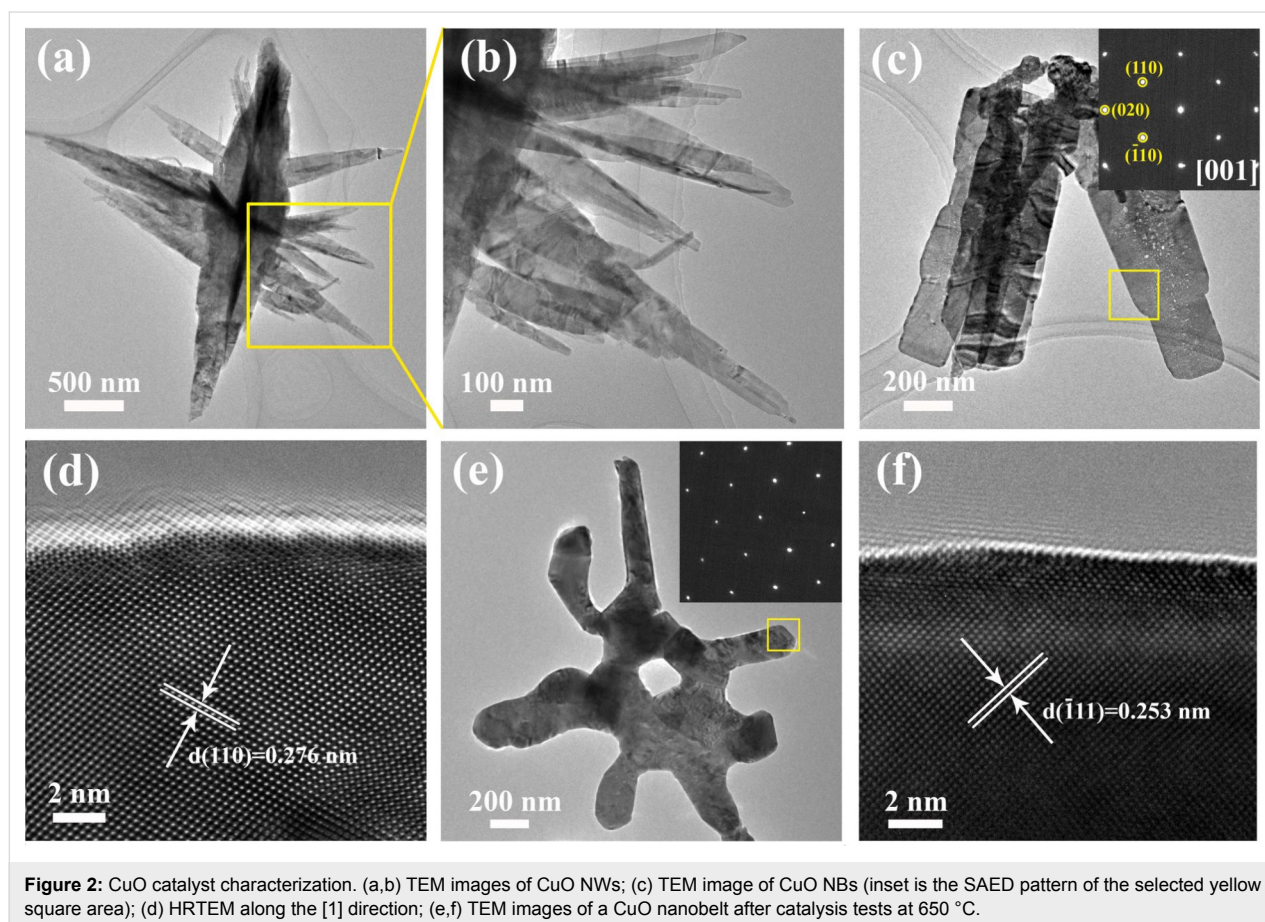 (a)
500 nm
(b)
100 nm
(c)
(110)
(020)
(1̄10)
[001]
200 nm
(d)
d(110)=0.276 nm
2 nm
(e)
200 nm
(f)
d(1̄11)=0.253 nm
2 nm
Figure 2: CuO catalyst characterization. (a,b) TEM images of CuO NWs; (c) TEM image of CuO NBs (inset is the SAED pattern of the selected yellow
square area); (d) HRTEM along the [1] direction; (e,f) TEM images of a CuO nanobelt after catalysis tests at 650 °C.